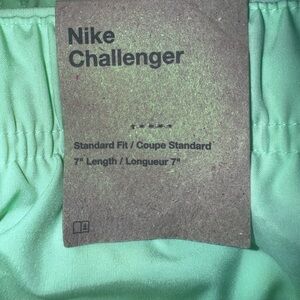 Nike
Challenger
Standard Fit / Coupe Standard
7" Length / Longueur 7"